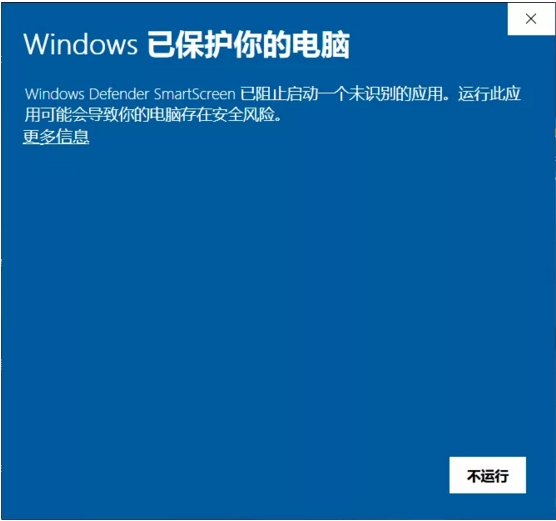 Windows 已保护你的电脑
Windows Defender SmartScreen 已阻止启动一个未识别的应用。运行此应
用可能会导致你的电脑存在安全风险。
更多信息
不运行